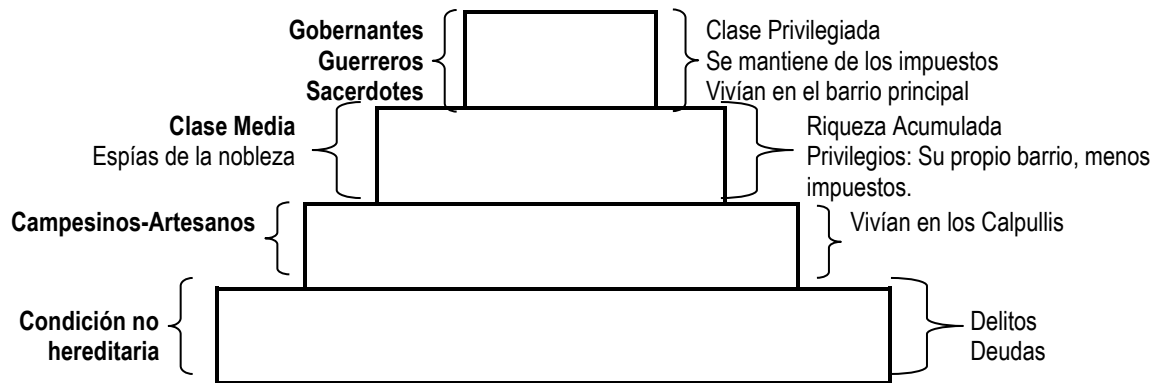 Gobernantes
Guerreros
Sacerdotes
Clase Privilegiada
Se mantiene de los impuestos
Vivían en el barrio principal
Clase Media
Espías de la nobleza
Riqueza Acumulada
Privilegios: Su propio barrio, menos
impuestos.
Campesinos-Artesanos
Vivían en los Calpullis
Condición no
hereditaria
Delitos
Deudas